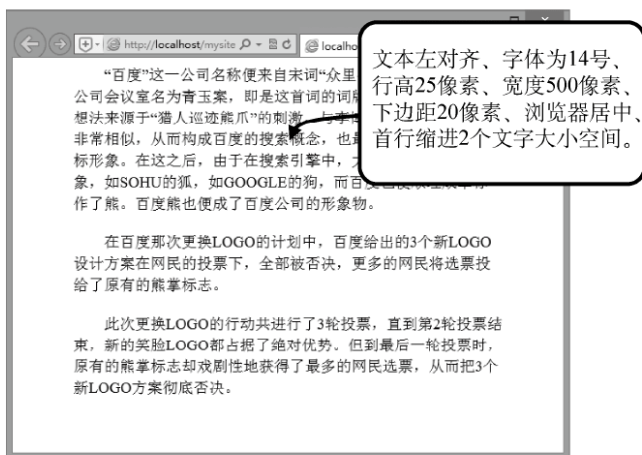 http://localhost/mysite
localho
文本左对齐、字体为14号、
行高25像素、宽度500像素、
下边距20像素、浏览器居中、
首行缩进2个文字大小空间。
“百度”这一公司名称便来自宋词“众里
公司会议室名为青玉案，即是这首词的词牌
想法来源于“猎人巡迹熊爪”的刺激，与李
非常相似，从而构成百度的搜索概念，也最
标形象。在这之后，由于在搜索引擎中，大
象，如SOHU的狐，如GOOGLE的狗，而百
作了熊。百度熊也便成了百度公司的形象物。
在百度那次更换LOGO的计划中，百度给出的3个新LOGO
设计方案在网民的投票下，全部被否决，更多的网民将选票投
给了原有的熊掌标志。
此次更换LOGO的行动共进行了3轮投票，直到第2轮投票结
束，新的笑脸LOGO都占据了绝对优势。但到最后一轮投票时，
原有的熊掌标志却戏剧性地获得了最多的网民选票，从而把3个
新LOGO方案彻底否决。